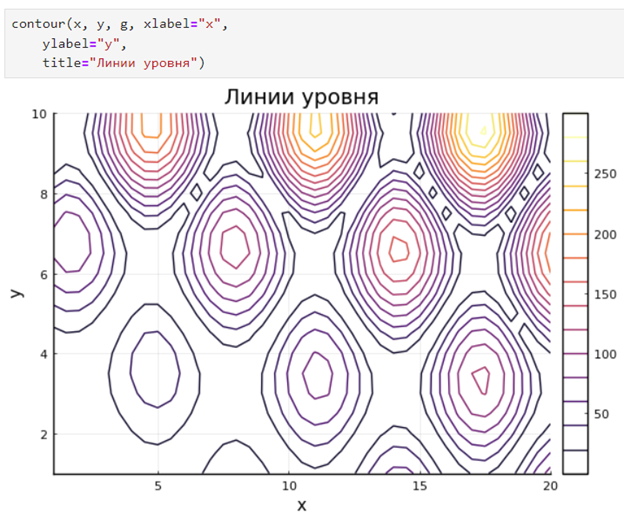 contour(x, y, g, xlabel="x",
ylabel="y",
title="Линии уровня")
Линии уровня
10
8
6
4
2
y
5
10
15
20
x
250
200
150
100
50